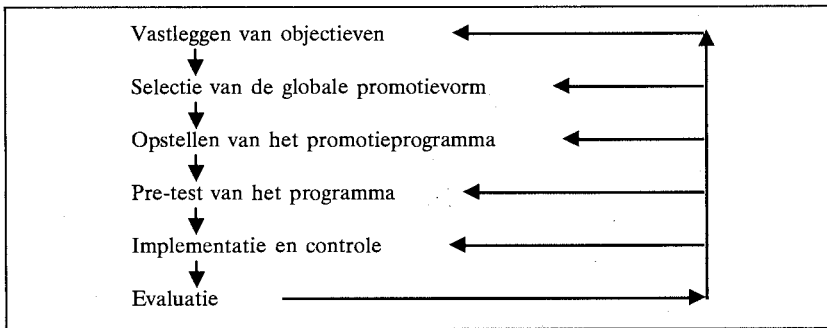 Vastleggen van objectieven
Selectie van de globale promotievorm
Opstellen van het promotieprogramma
Pre-test van het programma
Implementatie en controle
Evaluatie